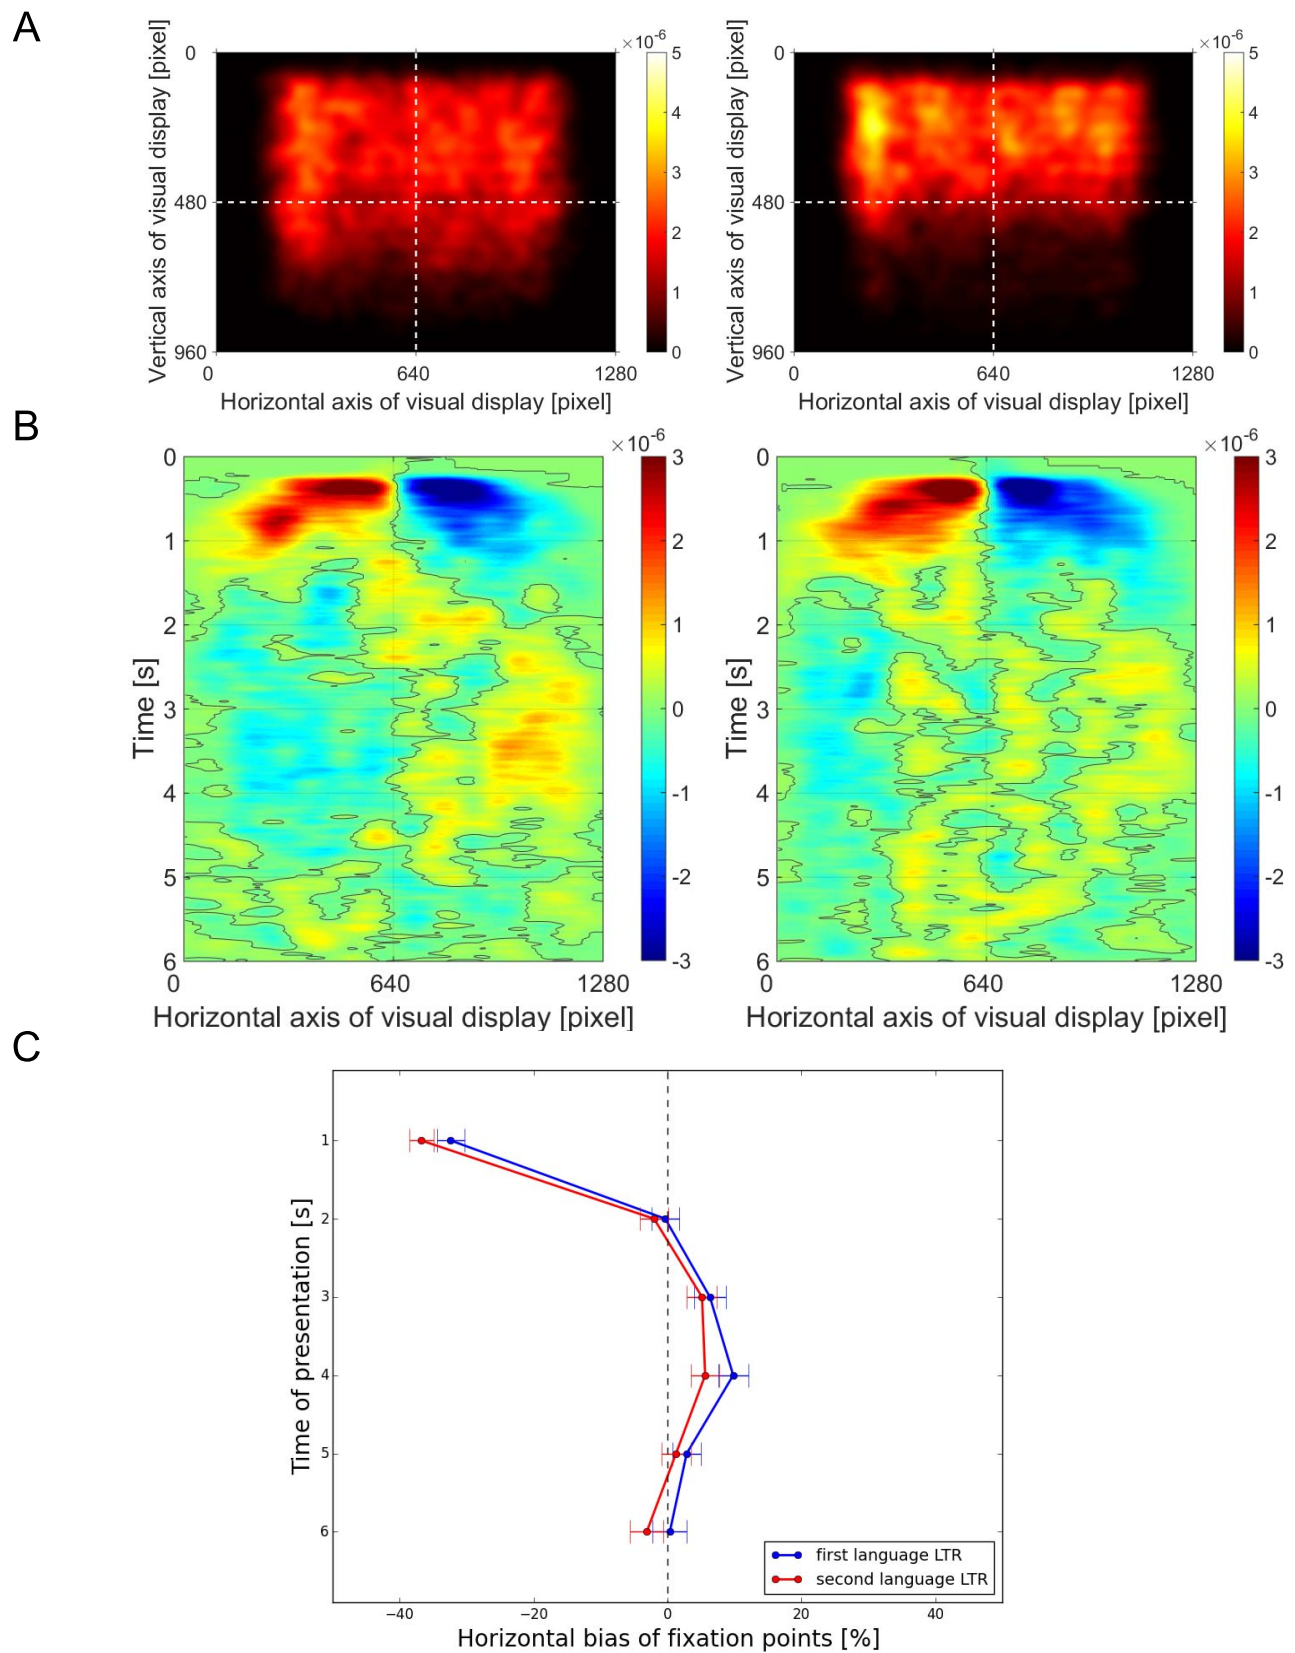 A
Vertical axis of visual display [pixel]
0
480
960
0 640 1280
Horizontal axis of visual display [pixel]
×10-6
5
4
3
2
1
0
Vertical axis of visual display [pixel]
0
480
960
0 640 1280
Horizontal axis of visual display [pixel]
×10-6
5
4
3
2
1
0
B
Time [s]
0
1
2
3
4
5
6
0 640 1280
Horizontal axis of visual display [pixel]
×10-6
3
2
1
0
-1
-2
-3
Time [s]
0
1
2
3
4
5
6
0 640 1280
Horizontal axis of visual display [pixel]
×10-6
3
2
1
0
-1
-2
-3
C
Time of presentation [s]
1
2
3
4
5
6
first language LTR
second language LTR
−40 −20 0 20 40
Horizontal bias of fixation points [%]